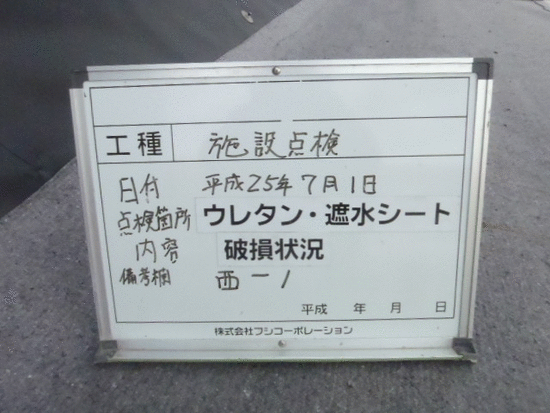 工種 施設点検
日付 平成25年7月1日
点検箇所 ウレタン・遮水シート
内容 破損状況
備考欄 西-1
平成 年 月 日
株式会社フジコーポレーション